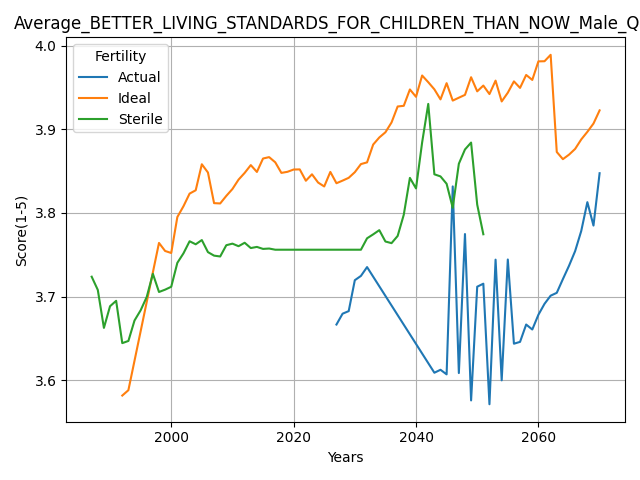 Average_BETTER_LIVING_STANDARDS_FOR_CHILDREN_THAN_NOW_Male_Q
4.0
3.9
3.8
3.7
3.6
Score(1-5)
Fertility
Actual
Ideal
Sterile
2000
2020
2040
2060
Years